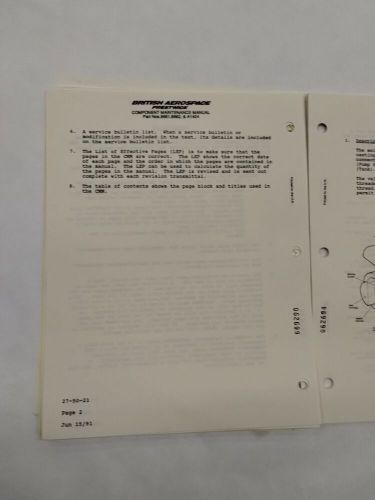 BRITISH AEROSPACE
PRESTWICK
COMPONENT MAINTENANCE MANUAL
6. A service bulletin list. When a service bulletin or
modification is included in the text, its details are included
on the service bulletin list.
7. The List of Effective Pages (LEP) is to make sure that the
pages in the CMM are correct. The LEP shows the correct date
of each page and the order in which the pages are contained in
the manual. The LEP can be used to calculate the quantity of
the pages in the manual. The LEP is revised and is sent out
complete with each revision transmittal.
8. The table of contents shows the page block and titles used in
the CMM.
27-50-21
Page 2
Jun 15/91
062694
1. Descri